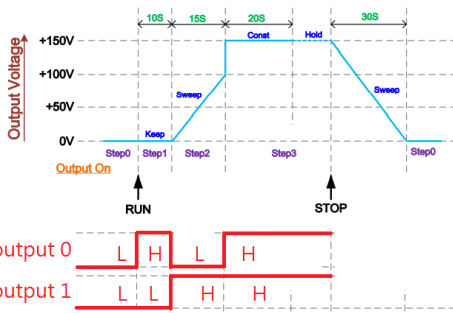 10S 15S 20S 30S
+150V Const Hold
+100V
Sweep Sweep
+50V
Output Voltage
0V Keep
Step0 Step1 Step2 Step3 Step0
Output On
RUN STOP
output 0 L H L H
output 1 L L H H